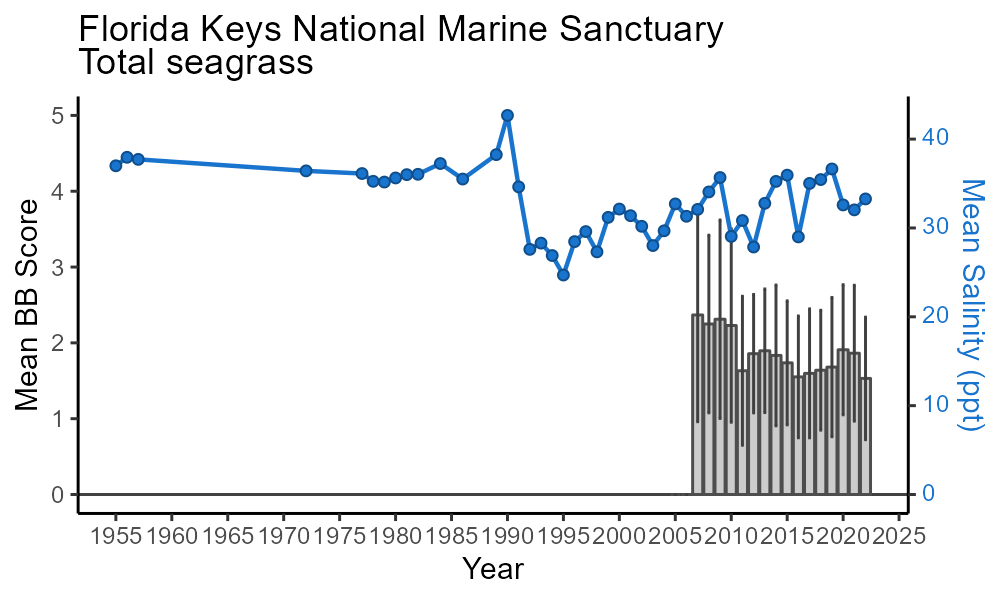 Florida Keys National Marine Sanctuary
Total seagrass
Mean BB Score
5
4
3
2
1
0
40
30
20
10
0
Mean Salinity (ppt)
1955 1960 1965 1970 1975 1980 1985 1990 1995 2000 2005 2010 2015 2020 2025
Year